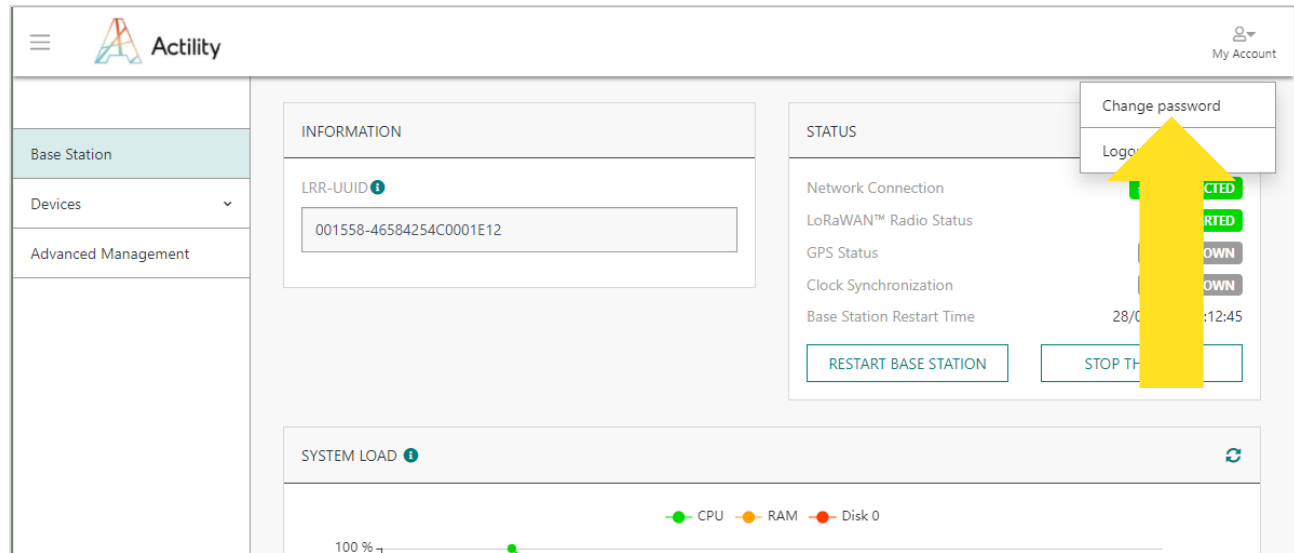 Actility
My Account
Change password
INFORMATION
STATUS
Base Station
LRR-UUID
Network Connection
Devices
001558-46584254C0001E12
LoRaWAN™ Radio Status
Advanced Management
GPS Status
Clock Synchronization
Base Station Restart Time
RESTART BASE STATION
STOP
SYSTEM LOAD
CPU RAM Disk 0
100 %